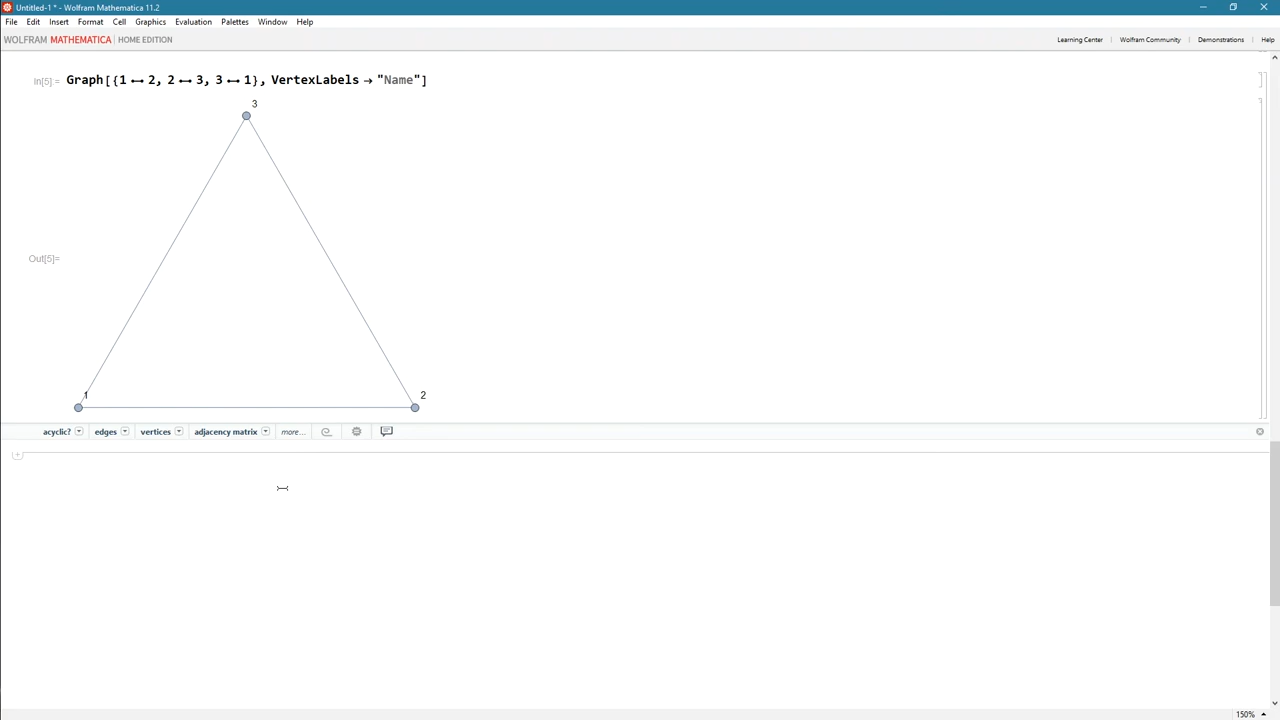 Untitled-1 * - Wolfram Mathematica 11.2
File Edit Insert Format Cell Graphics Evaluation Palettes Window Help
WOLFRAM MATHEMATICA | HOME EDITION Learning Center Wolfram Community Demonstrations Help
In[5]:= Graph[{1 ↔ 2, 2 ↔ 3, 3 ↔ 1}, VertexLabels → "Name"]
3
Out[5]=
1 2
acyclic? edges vertices adjacency matrix more...
150%